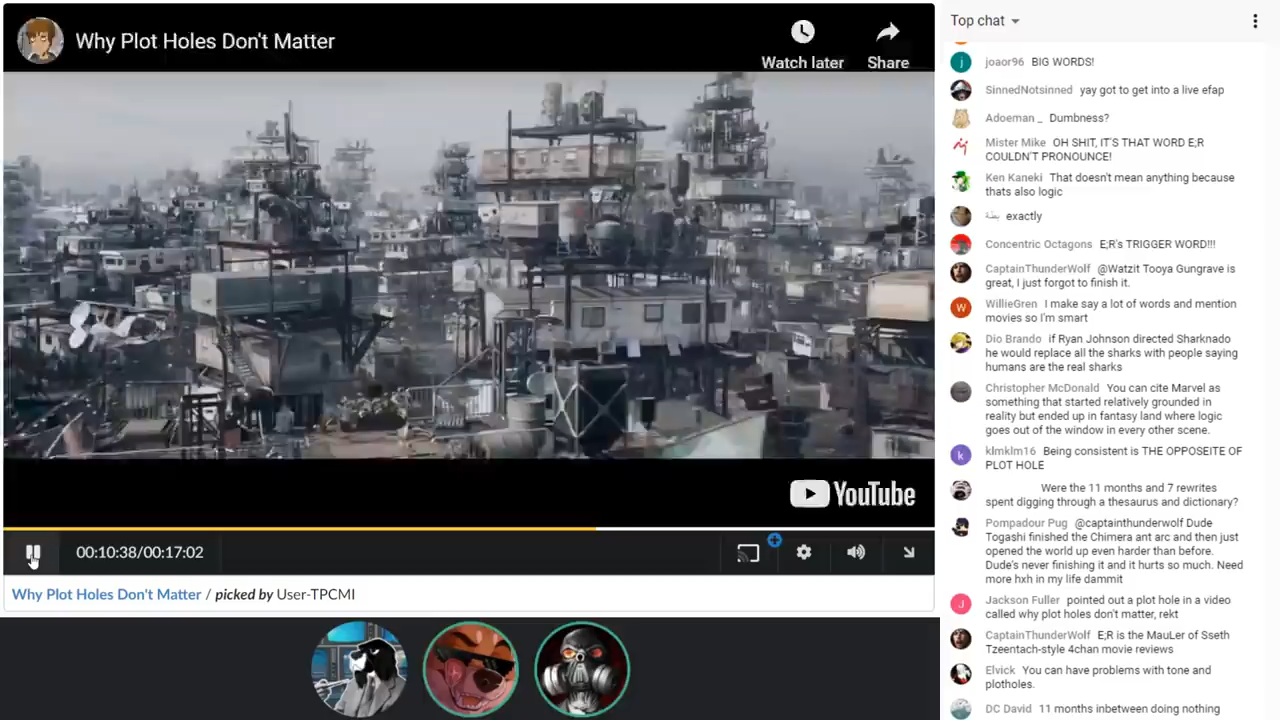 Why Plot Holes Don't Matter
Watch later
Share
YouTube
00:10:38/00:17:02
Why Plot Holes Don't Matter / picked by User-TPCMI
Top chat
joaor96 BIG WORDS!
SinnedNotsinned yay got to get into a live efap
Adoeman _ Dumbness?
Mister Mike OH SHIT, IT'S THAT WORD E;R
COULDN'T PRONOUNCE!
Ken Kaneki That doesn't mean anything because
thats also logic
exactly
Concentric Octagons E;R's TRIGGER WORD!!!
CaptainThunderWolf @Watzit Tooya Gungrave is
great, I just forgot to finish it.
WillieGren I make say a lot of words and mention
movies so I'm smart
Dio Brando if Ryan Johnson directed Sharknado
he would replace all the sharks with people saying
humans are the real sharks
Christopher McDonald You can cite Marvel as
something that started relatively grounded in
reality but ended up in fantasy land where logic
goes out of the window in every other scene.
klmklm16 Being consistent is THE OPPOSEITE OF
PLOT HOLE
Were the 11 months and 7 rewrites
spent digging through a thesaurus and dictionary?
Pompadour Pug @captainthunderwolf Dude
Togashi finished the Chimera ant arc and then just
opened the world up even harder than before.
Dude's never finishing it and it hurts so much. Need
more hxh in my life dammit
Jackson Fuller pointed out a plot hole in a video
called why plot holes don't matter, rekt
CaptainThunderWolf E;R is the MauLer of Sseth
Tzeentach-style 4chan movie reviews
Elvick You can have problems with tone and
plotholes.
DC David 11 months inbetween doing nothing